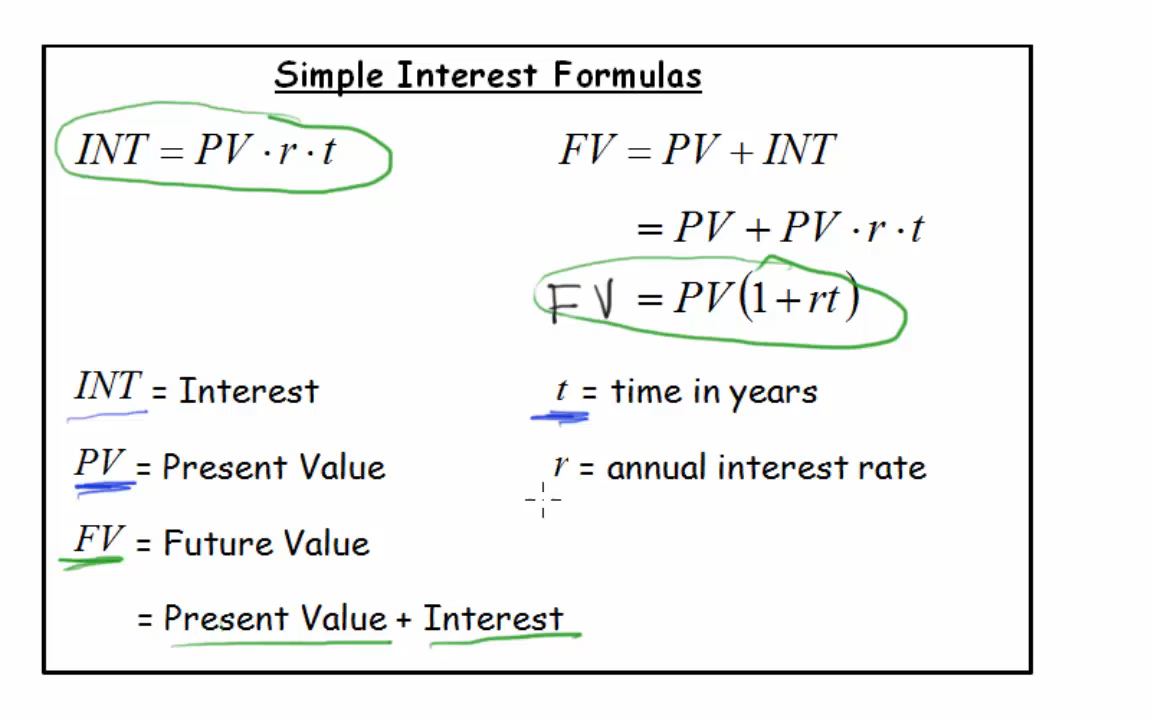 Simple Interest Formulas
INT = PV · r · t
FV = PV + INT
= PV + PV · r · t
FV = PV(1 + rt)
INT = Interest
t = time in years
PV = Present Value
r = annual interest rate
FV = Future Value
= Present Value + Interest